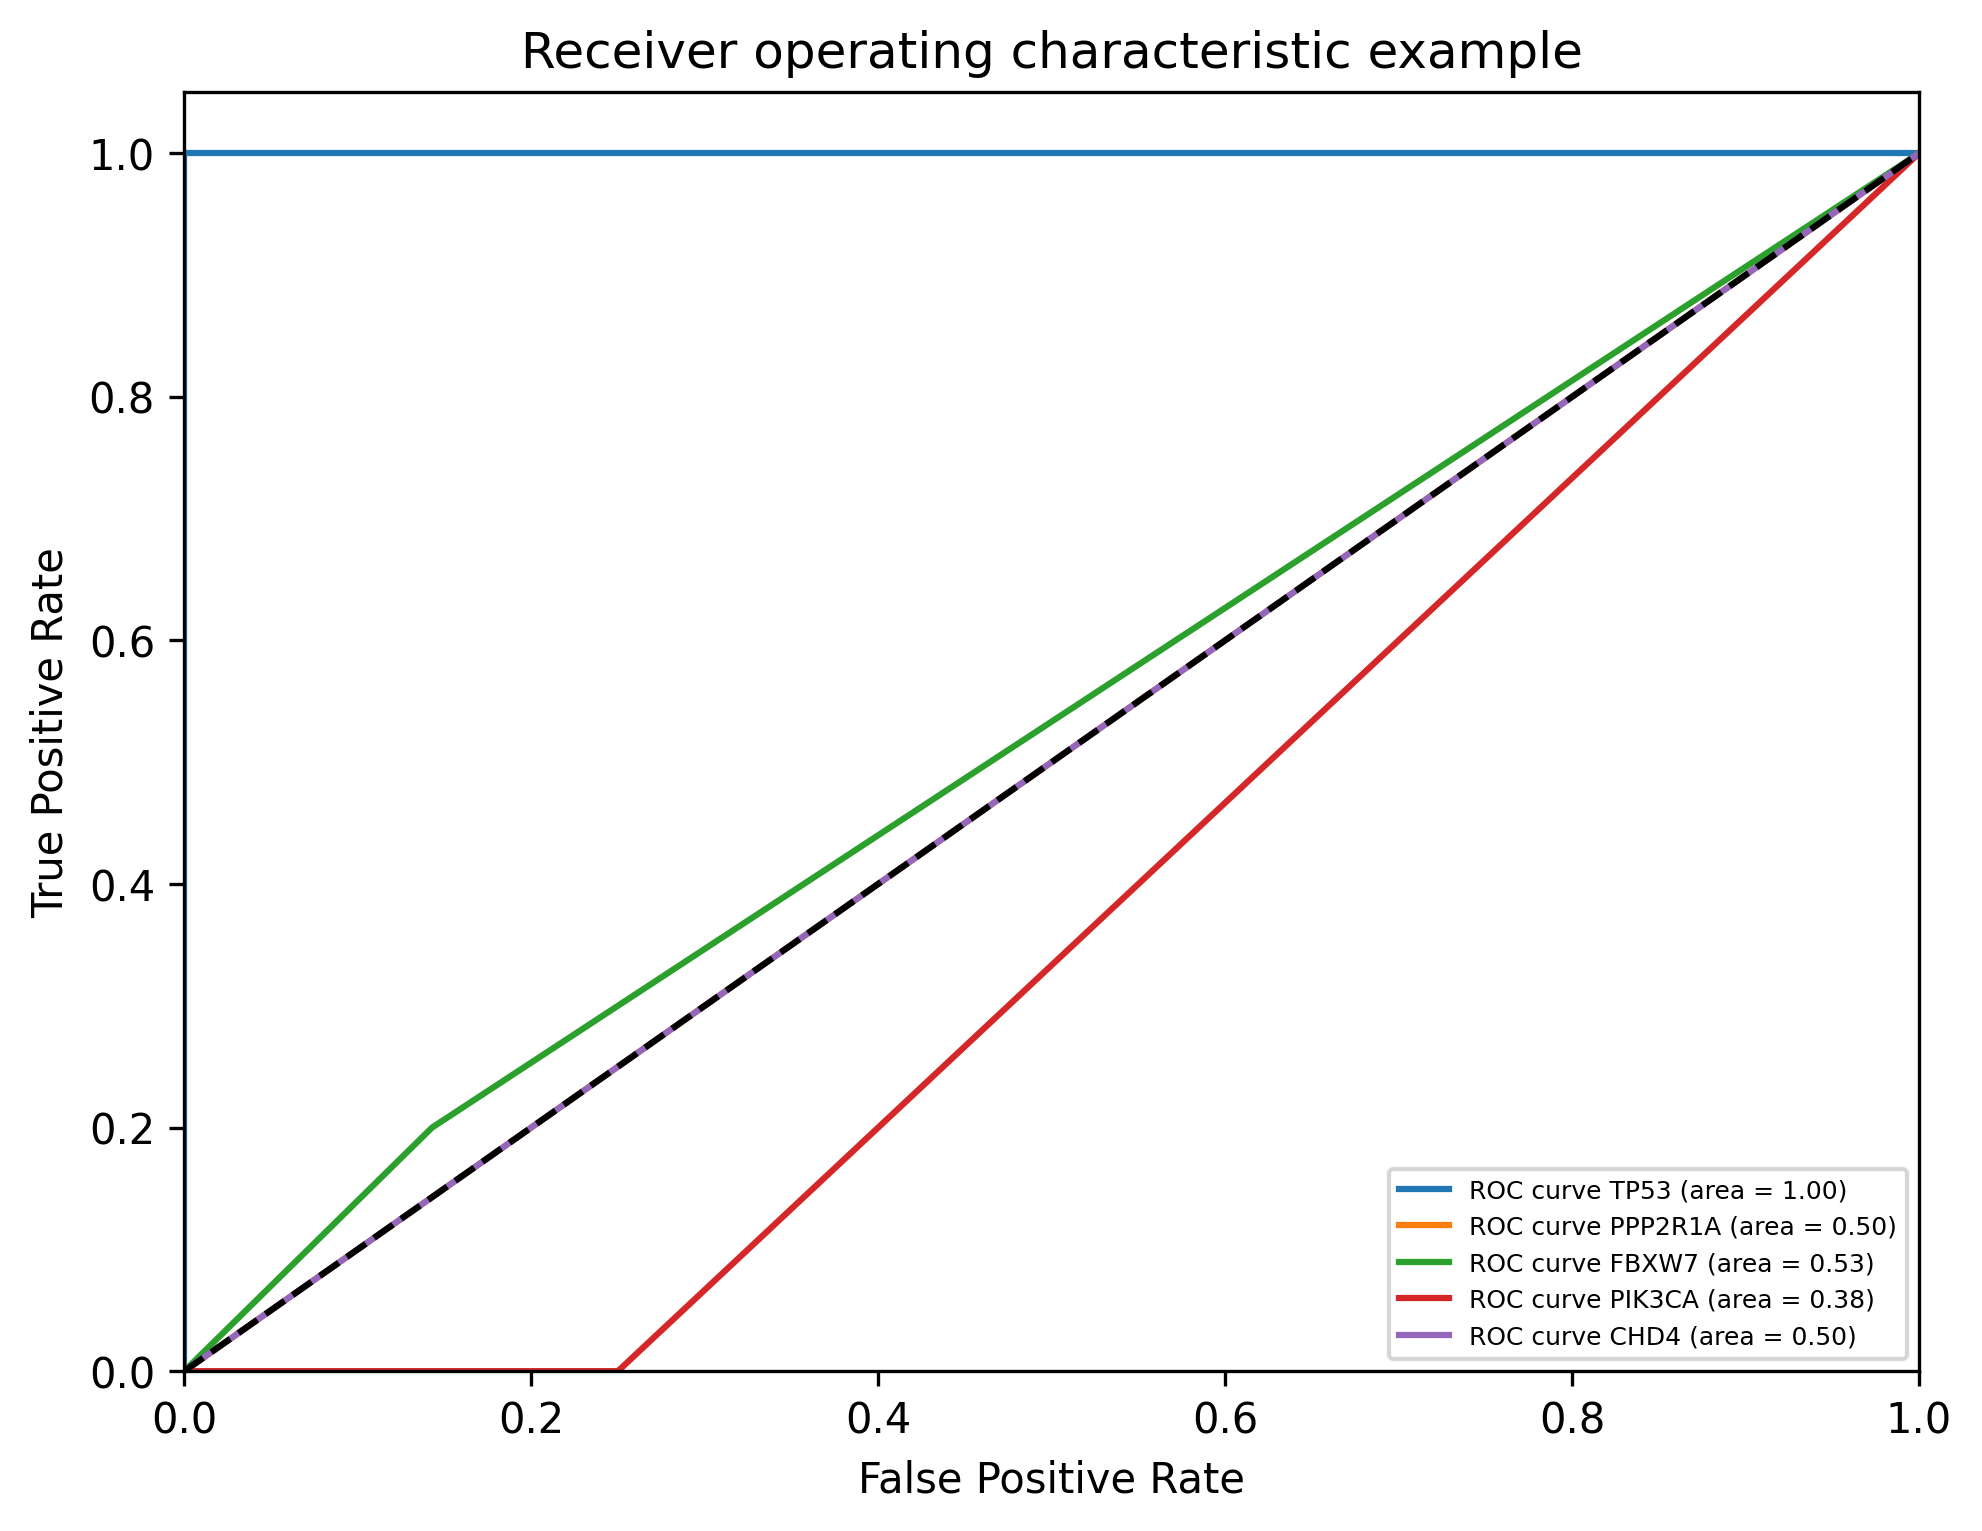 Receiver operating characteristic example
True Positive Rate
1.0
0.8
0.6
0.4
0.2
0.0
0.0 0.2 0.4 0.6 0.8 1.0
False Positive Rate
ROC curve TP53 (area = 1.00)
ROC curve PPP2R1A (area = 0.50)
ROC curve FBXW7 (area = 0.53)
ROC curve PIK3CA (area = 0.38)
ROC curve CHD4 (area = 0.50)